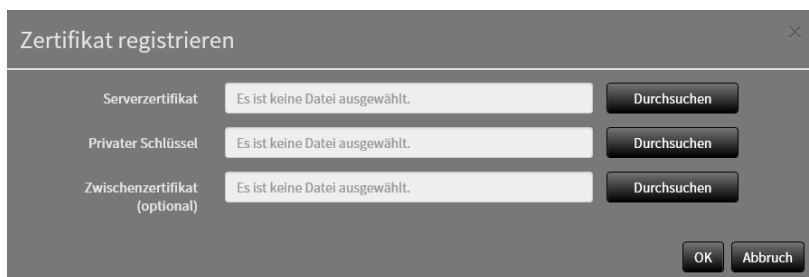 Zertifikat registrieren
Serverzertifikat Es ist keine Datei ausgewählt. Durchsuchen
Privater Schlüssel Es ist keine Datei ausgewählt. Durchsuchen
Zwischenzertifikat Es ist keine Datei ausgewählt. Durchsuchen
(optional)
OK Abbruch